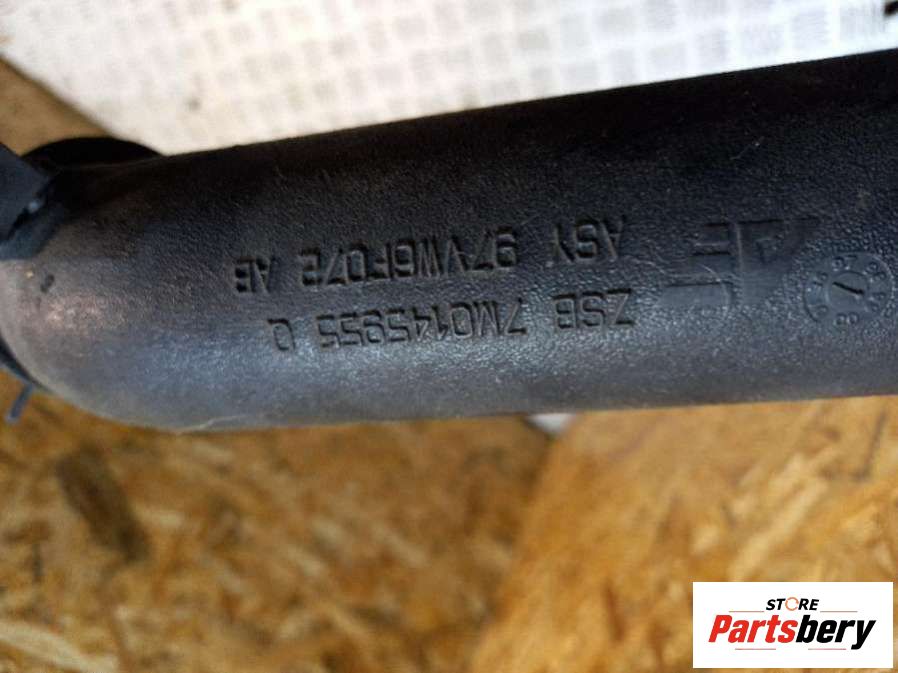 ZSB 7M0145955 Q
ASY 97VW6F072 AB
STORE
Partsbery